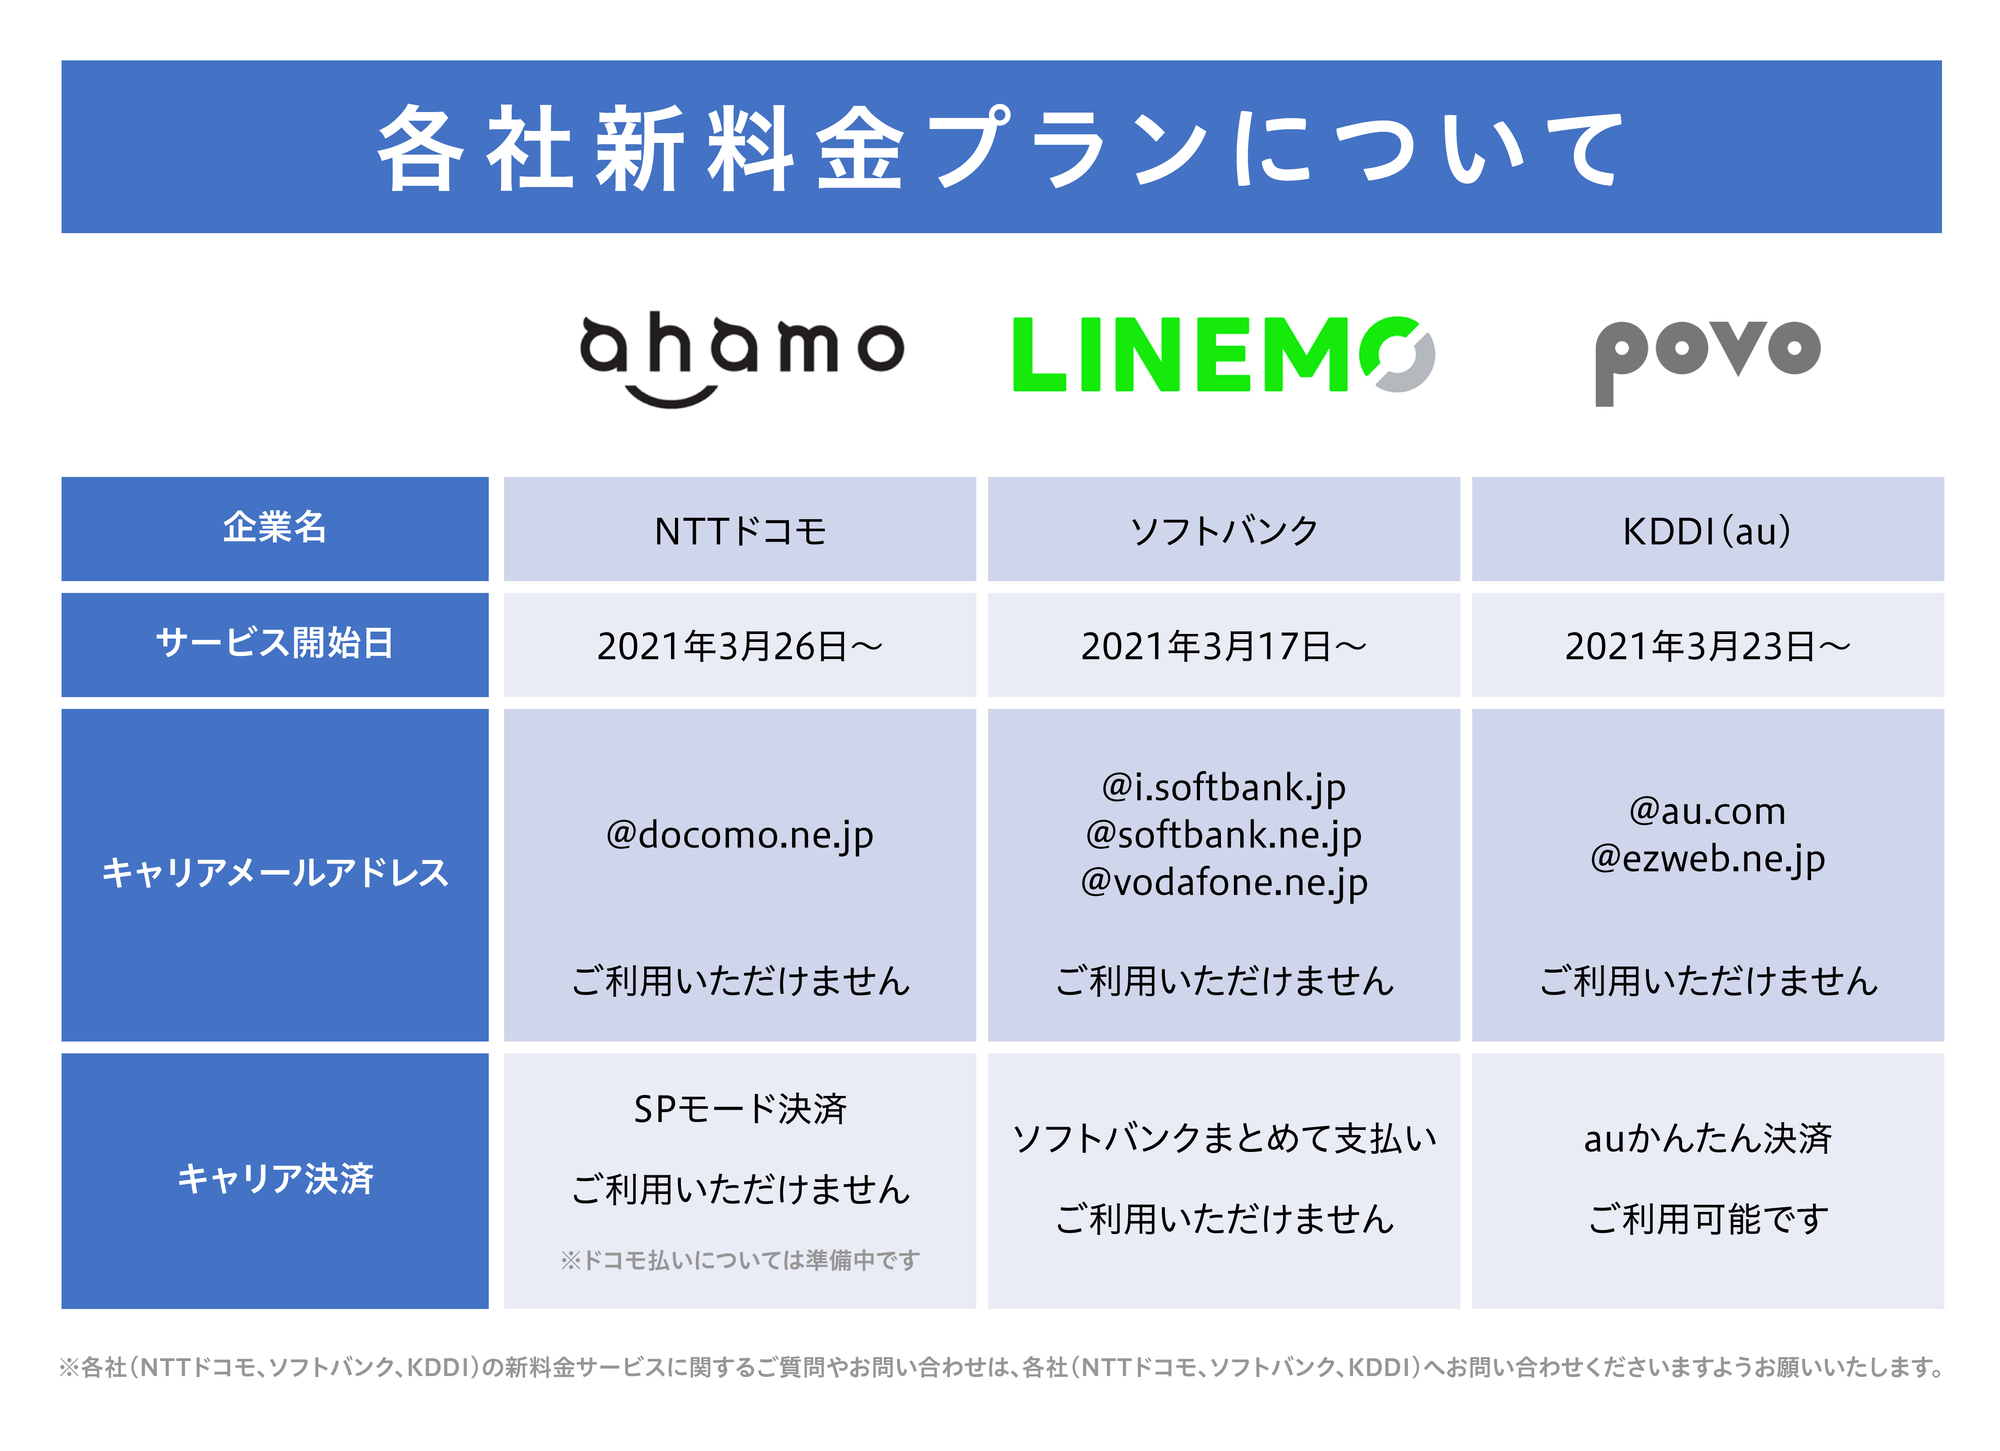 各社新料金プランについて
ahamo
LINEMO
povo
企業名
NTTドコモ
ソフトバンク
KDDI(au)
サービス開始日
2021年3月26日～
2021年3月17日～
2021年3月23日～
キャリアメールアドレス
@docomo.ne.jp
ご利用いただけません
@i.softbank.jp
@softbank.ne.jp
@vodafone.ne.jp
ご利用いただけません
@au.com
@ezweb.ne.jp
ご利用いただけません
キャリア決済
SPモード決済
ご利用いただけません
※ドコモ払いについては準備中です
ソフトバンクまとめて支払い
ご利用いただけません
auかんたん決済
ご利用可能です
※各社(NTTドコモ、ソフトバンク、KDDI)の新料金サービスに関するご質問やお問い合わせは、各社(NTTドコモ、ソフトバンク、KDDI)へお問い合わせくださいますようお願いいたします。